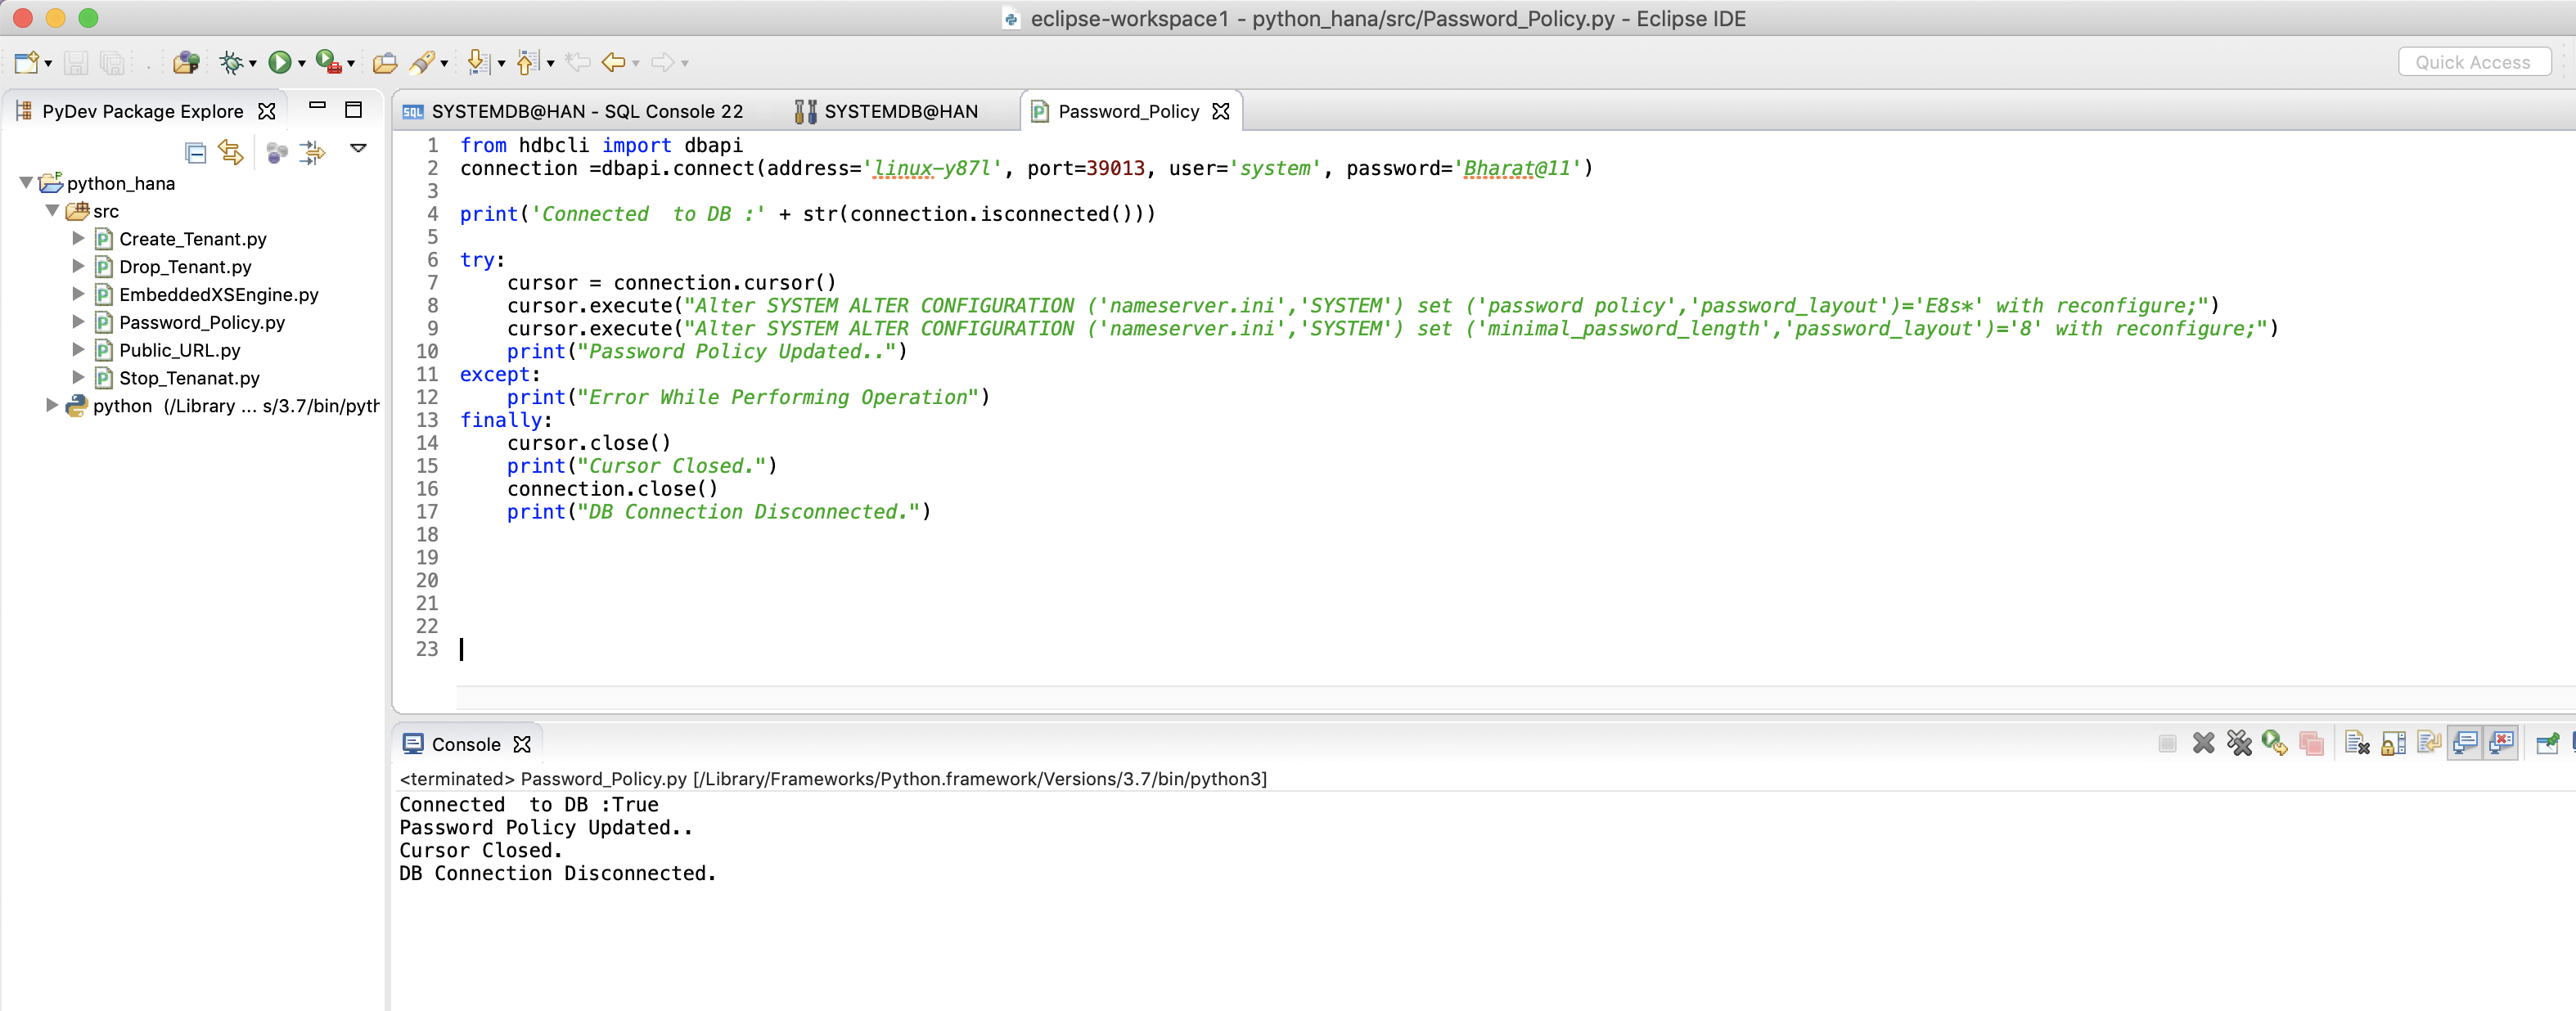 eclipse-workspace1 - python_hana/src/Password_Policy.py - Eclipse IDE
Quick Access
PyDev Package Explore
SYSTEMDB@HAN - SQL Console 22
SYSTEMDB@HAN
Password_Policy
python_hana
src
Create_Tenant.py
Drop_Tenant.py
EmbeddedXSEngine.py
Password_Policy.py
Public_URL.py
Stop_Tenanat.py
python (/Library ... s/3.7/bin/pyth
1 from hdbcli import dbapi
2 connection =dbapi.connect(address='linux-y87l', port=39013, user='system', password='Bharat@11')
3
4 print('Connected  to DB :' + str(connection.isconnected()))
5
6 try:
7     cursor = connection.cursor()
8     cursor.execute("Alter SYSTEM ALTER CONFIGURATION ('nameserver.ini','SYSTEM') set ('password policy','password_layout')='E8s*' with reconfigure;")
9     cursor.execute("Alter SYSTEM ALTER CONFIGURATION ('nameserver.ini','SYSTEM') set ('minimal_password_length','password_layout')='8' with reconfigure;")
10     print("Password Policy Updated..")
11 except:
12     print("Error While Performing Operation")
13 finally:
14     cursor.close()
15     print("Cursor Closed.")
16     connection.close()
17     print("DB Connection Disconnected.")
18
19
20
21
22
23
Console
<terminated> Password_Policy.py [/Library/Frameworks/Python.framework/Versions/3.7/bin/python3]
Connected  to DB :True
Password Policy Updated..
Cursor Closed.
DB Connection Disconnected.